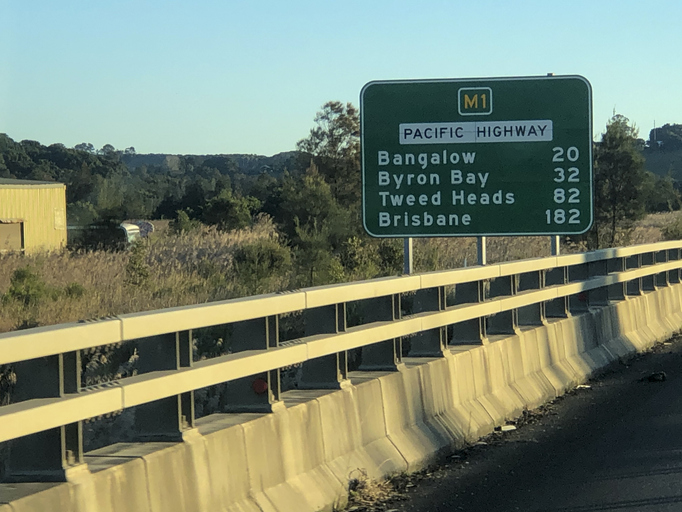 M1
PACIFIC HIGHWAY
Bangalow 20
Byron Bay 32
Tweed Heads 82
Brisbane 182